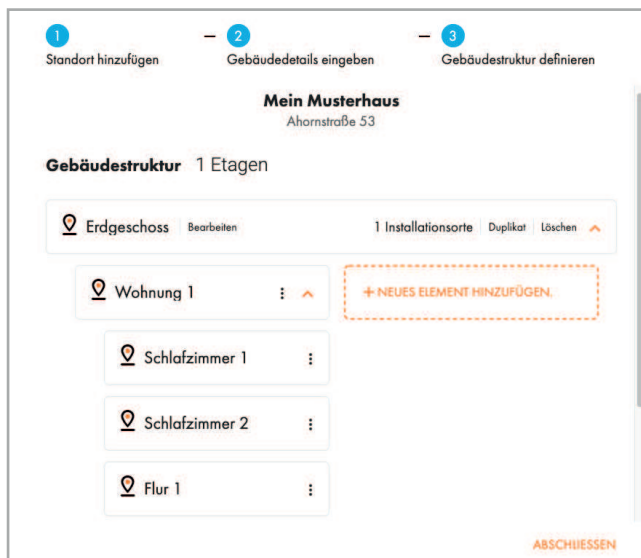 1 – 2 – 3
Standort hinzufügen Gebäudedetails eingeben Gebäudestruktur definieren
Mein Musterhaus
Ahornstraße 53
Gebäudestruktur 1 Etagen
Erdgeschoss Bearbeiten 1 Installationsorte Duplikat Löschen
Wohnung 1 + NEUES ELEMENT HINZUFÜGEN.
Schlafzimmer 1
Schlafzimmer 2
Flur 1
ABSCHLIESSEN